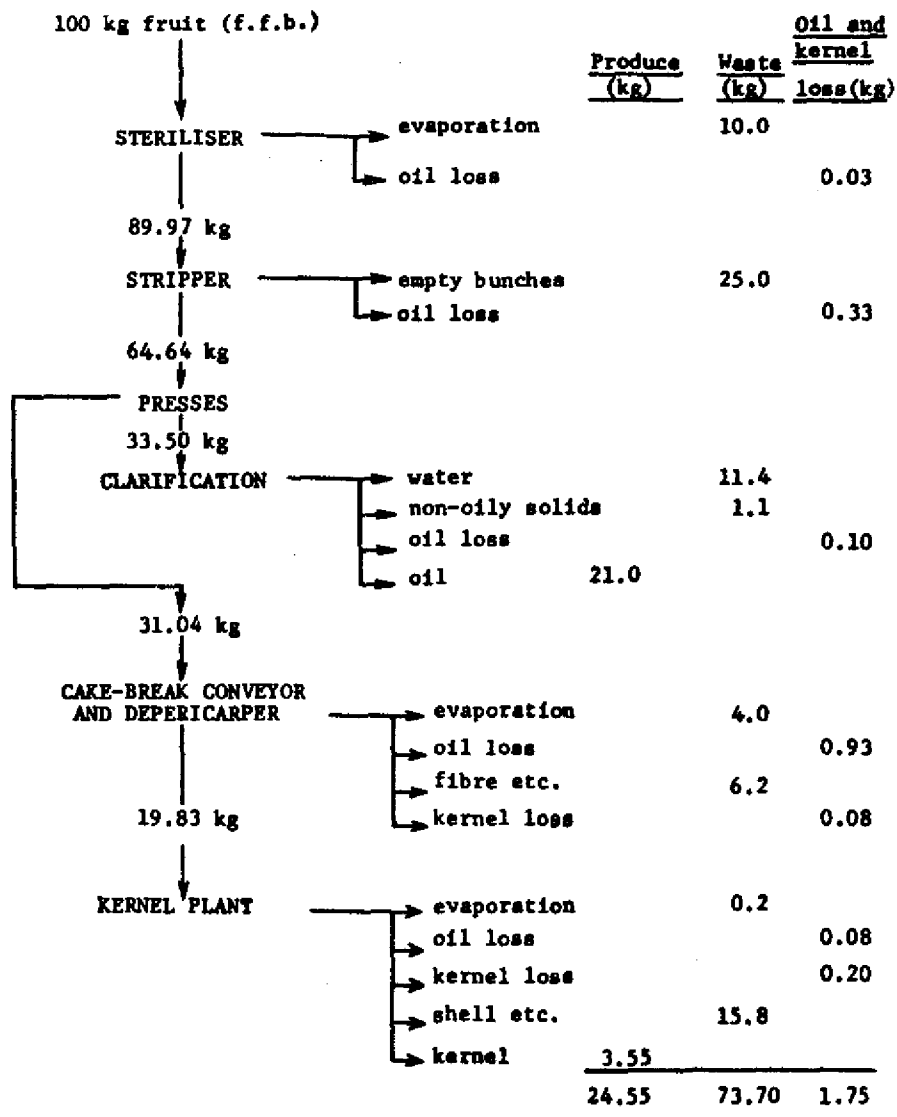 100 kg fruit (f.f.b.)
Oil and
kernel
loss(kg)
Produce
(kg)
Waste
(kg)
STERILISER
evaporation 10.0
oil loss 0.03
89.97 kg
STRIPPER
empty bunches 25.0
oil loss 0.33
64.64 kg
PRESSES
33.50 kg
CLARIFICATION
water 11.4
non-oily solids 1.1
oil loss 0.10
oil 21.0
31.04 kg
CAKE-BREAK CONVEYOR
AND DEPERICARPER
evaporation 4.0
oil loss 0.93
fibre etc. 6.2
19.83 kg
kernel loss 0.08
KERNEL PLANT
evaporation 0.2
oil loss 0.08
kernel loss 0.20
shell etc. 15.8
kernel 3.55
24.55 73.70 1.75